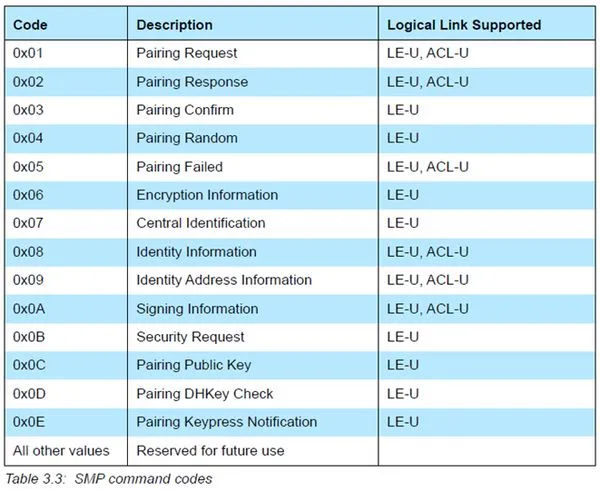 Code Description Logical Link Supported
0x01 Pairing Request LE-U, ACL-U
0x02 Pairing Response LE-U, ACL-U
0x03 Pairing Confirm LE-U
0x04 Pairing Random LE-U
0x05 Pairing Failed LE-U, ACL-U
0x06 Encryption Information LE-U
0x07 Central Identification LE-U
0x08 Identity Information LE-U, ACL-U
0x09 Identity Address Information LE-U, ACL-U
0x0A Signing Information LE-U, ACL-U
0x0B Security Request LE-U
0x0C Pairing Public Key LE-U
0x0D Pairing DHKey Check LE-U
0x0E Pairing Keypress Notification LE-U
All other values Reserved for future use
Table 3.3: SMP command codes